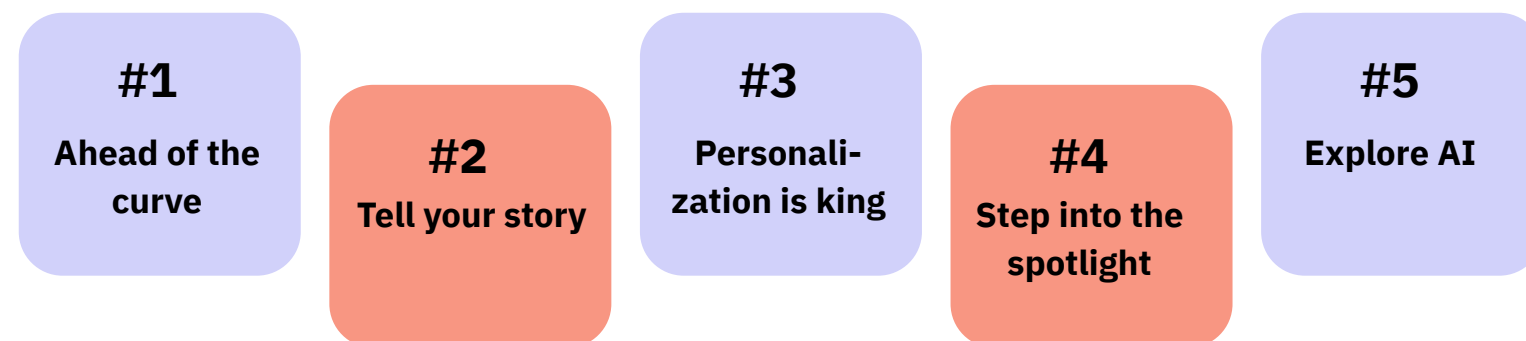 #1
Ahead of the
curve
#2
Tell your story
#3
Personali-
zation is king
#4
Step into the
spotlight
#5
Explore AI